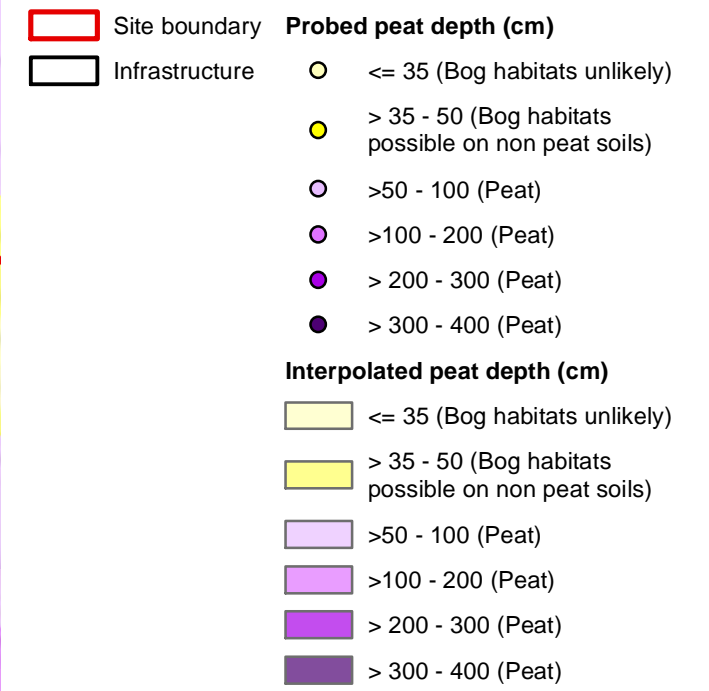 Site boundary
Infrastructure
Probed peat depth (cm)
<= 35 (Bog habitats unlikely)
> 35 - 50 (Bog habitats
possible on non peat soils)
>50 - 100 (Peat)
>100 - 200 (Peat)
> 200 - 300 (Peat)
> 300 - 400 (Peat)
Interpolated peat depth (cm)
<= 35 (Bog habitats unlikely)
> 35 - 50 (Bog habitats
possible on non peat soils)
>50 - 100 (Peat)
>100 - 200 (Peat)
> 200 - 300 (Peat)
> 300 - 400 (Peat)